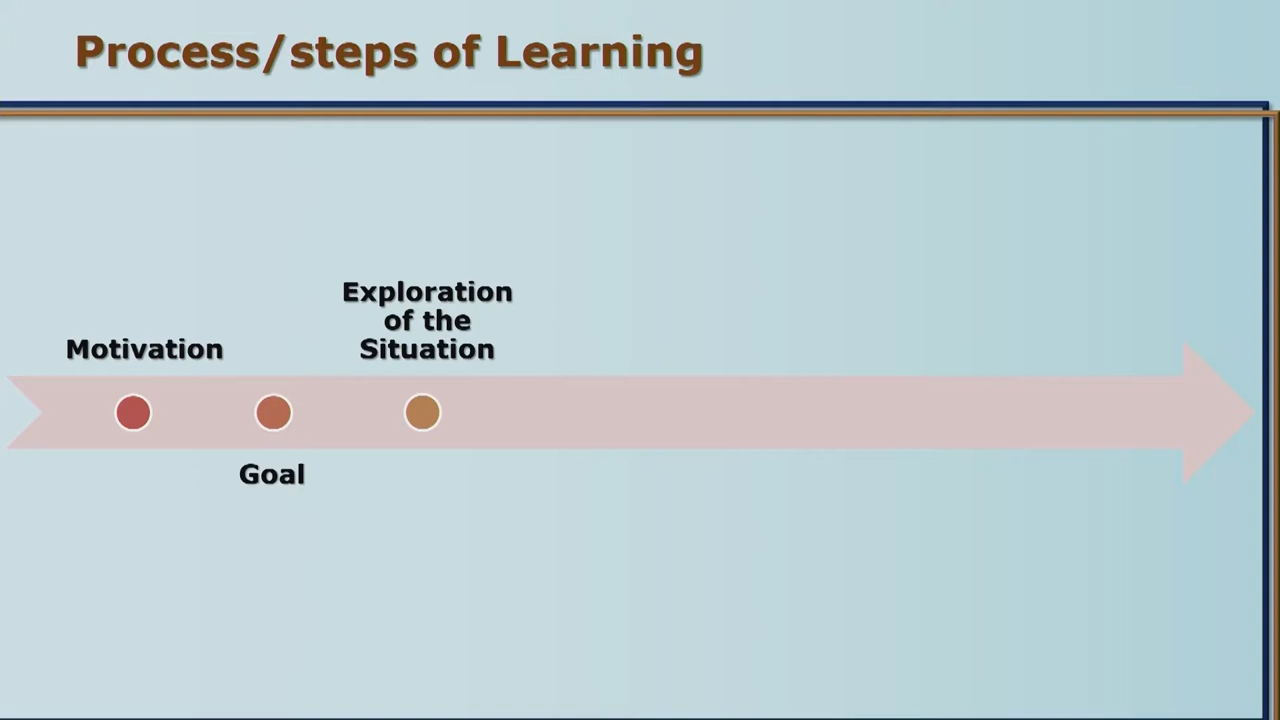 Process/steps of Learning
Motivation
Goal
Exploration
of the
Situation